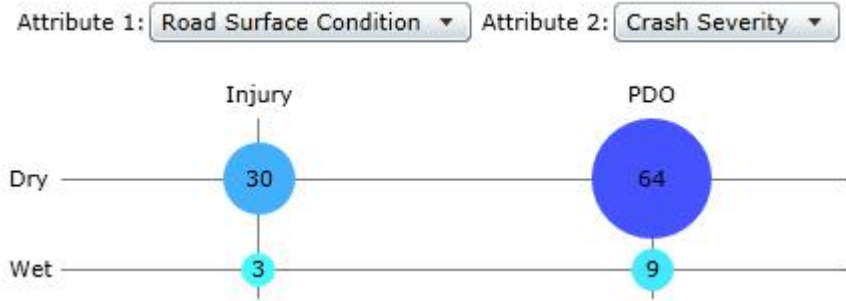 Attribute 1: Road Surface Condition Attribute 2: Crash Severity
Injury PDO
Dry 30 64
Wet 3 9